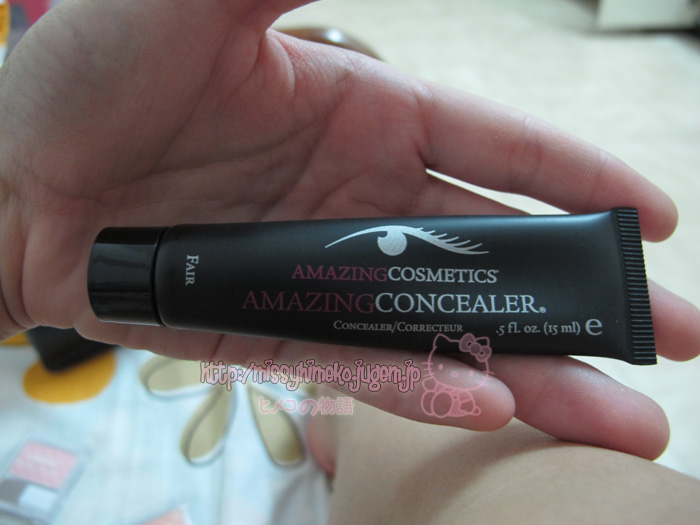 FAIR
AMAZINGCOSMETICS®
AMAZINGCONCEALER®
CONCEALER/CORRECTEUR .5 fl. oz. (15 ml) e
http://missyhimeko.jugem.jp
ヒメコの物語